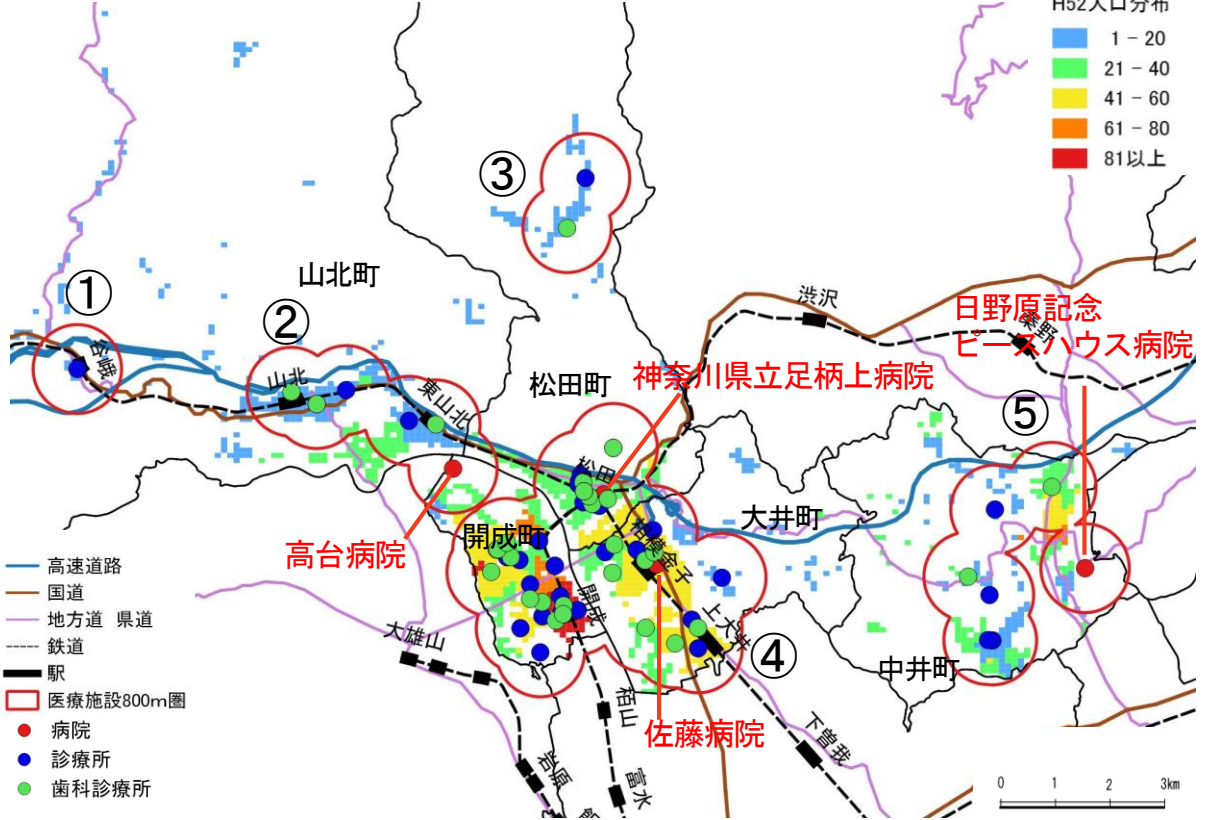 H52人口分布
1 - 20
21 - 40
41 - 60
61 - 80
81以上
③
山北町
①
②
谷峨
山北
東山北
松田町
渋沢
秦野
日野原記念
ピースハウス病院
神奈川県立足柄上病院
⑤
松田
大井町
開成町
相模金子
高台病院
開成
上大井
④
中井町
大雄山
栢山
佐藤病院
下曽我
岩原
富水
飯
高速道路
国道
地方道 県道
鉄道
駅
医療施設800m圏
病院
診療所
歯科診療所
0 1 2 3km